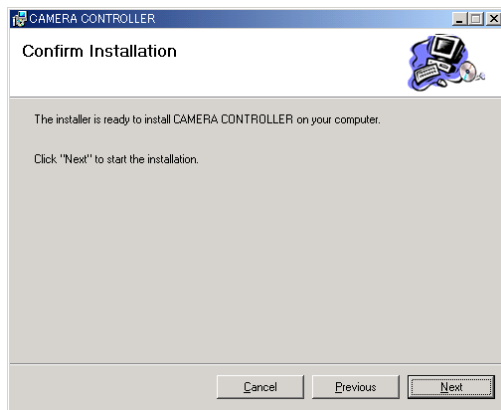 CAMERA CONTROLLER
Confirm Installation
The installer is ready to install CAMERA CONTROLLER on your computer.
Click "Next" to start the installation.
Cancel
Previous
Next